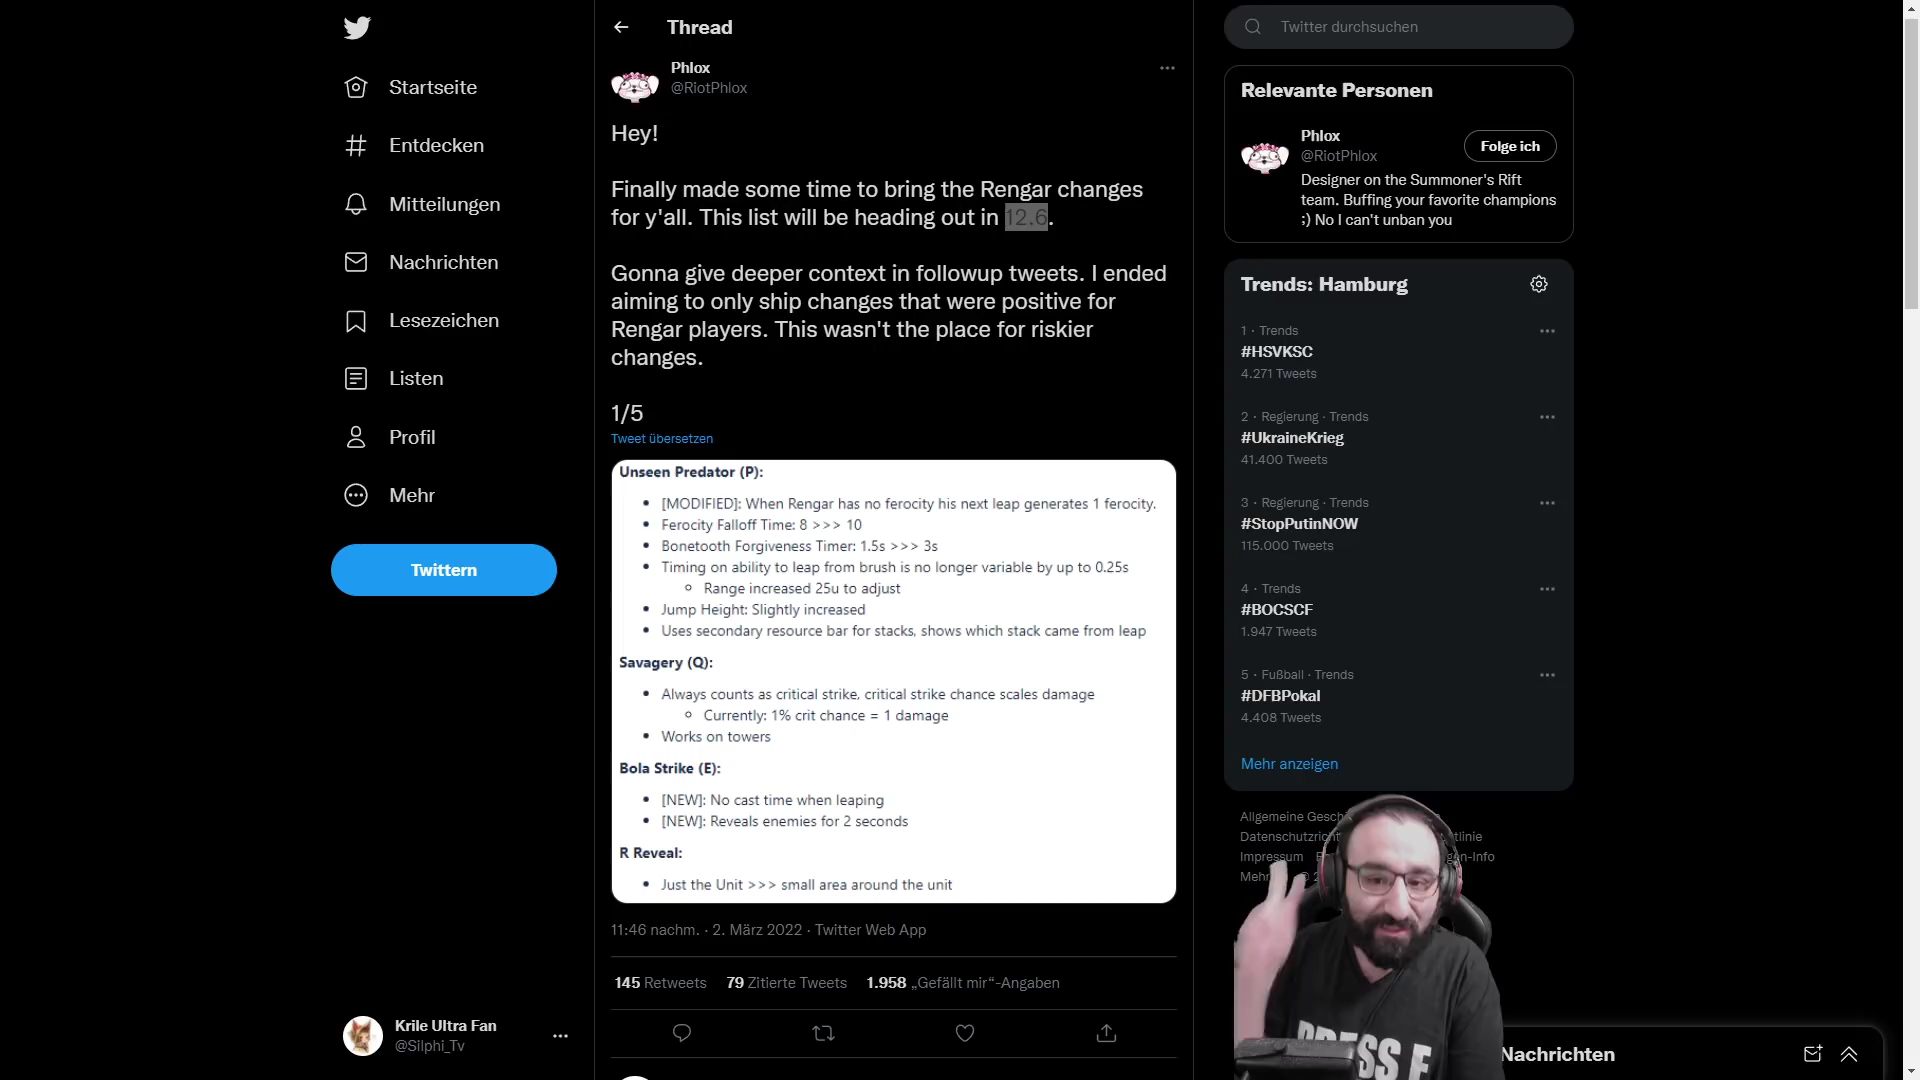 Startseite
Entdecken
Mitteilungen
Nachrichten
Lesezeichen
Listen
Profil
Mehr
Twittern
Krile Ultra Fan
@Silphi_Tv
Thread
Phlox
@RiotPhlox
Hey!
Finally made some time to bring the Rengar changes
for y'all. This list will be heading out in 12.6.
Gonna give deeper context in followup tweets. I ended
aiming to only ship changes that were positive for
Rengar players. This wasn't the place for riskier
changes.
1/5
Tweet übersetzen
Unseen Predator (P):
• [MODIFIED]: When Rengar has no ferocity his next leap generates 1 ferocity.
• Ferocity Falloff Time: 8 >>> 10
• Bonetooth Forgiveness Timer: 1.5s >>> 3s
• Timing on ability to leap from brush is no longer variable by up to 0.25s
○ Range increased 25u to adjust
• Jump Height: Slightly increased
• Uses secondary resource bar for stacks, shows which stack came from leap
Savagery (Q):
• Always counts as critical strike, critical strike chance scales damage
○ Currently: 1% crit chance = 1 damage
• Works on towers
Bola Strike (E):
• [NEW]: No cast time when leaping
• [NEW]: Reveals enemies for 2 seconds
R Reveal:
• Just the Unit >>> small area around the unit
11:46 nachm. · 2. März 2022 · Twitter Web App
145 Retweets 79 Zitierte Tweets 1.958 „Gefällt mir“-Angaben
Twitter durchsuchen
Relevante Personen
Phlox
@RiotPhlox
Folge ich
Designer on the Summoner's Rift
team. Buffing your favorite champions
;) No I can't unban you
Trends: Hamburg
1 · Trends
#HSVKSC
4.271 Tweets
2 · Regierung · Trends
#UkraineKrieg
41.400 Tweets
3 · Regierung · Trends
#StopPutinNOW
115.000 Tweets
4 · Trends
#BOCSCF
1.947 Tweets
5 · Fußball · Trends
#DFBPokal
4.408 Tweets
Mehr anzeigen
Allgemeine
Impressum
Mehr
Nachrichten